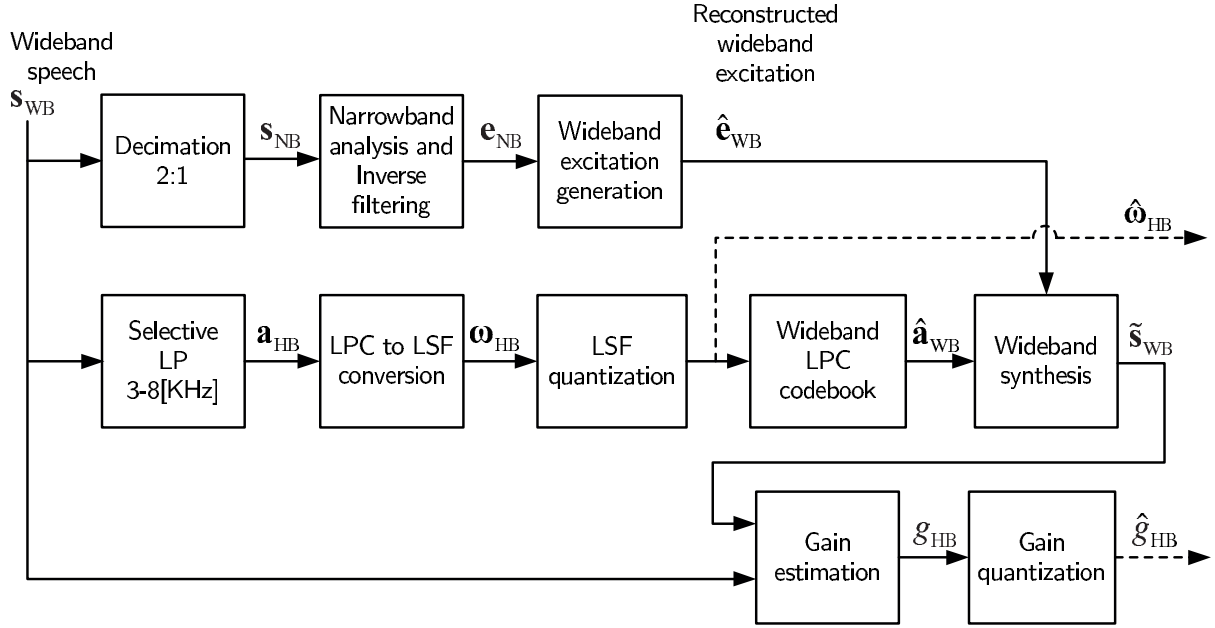 Wideband
speech
s_WB
Reconstructed
wideband
excitation
Decimation
2:1
s_NB
Narrowband
analysis and
Inverse
filtering
e_NB
Wideband
excitation
generation
ê_WB
ω̂_HB
Selective
LP
3-8[KHz]
a_HB
LPC to LSF
conversion
ω_HB
LSF
quantization
Wideband
LPC
codebook
â_WB
Wideband
synthesis
s̃_WB
Gain
estimation
g_HB
Gain
quantization
ĝ_HB